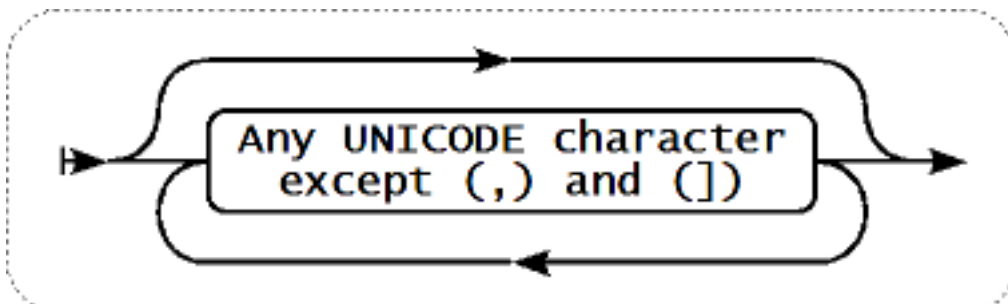 Any UNICODE character
except (,) and (])